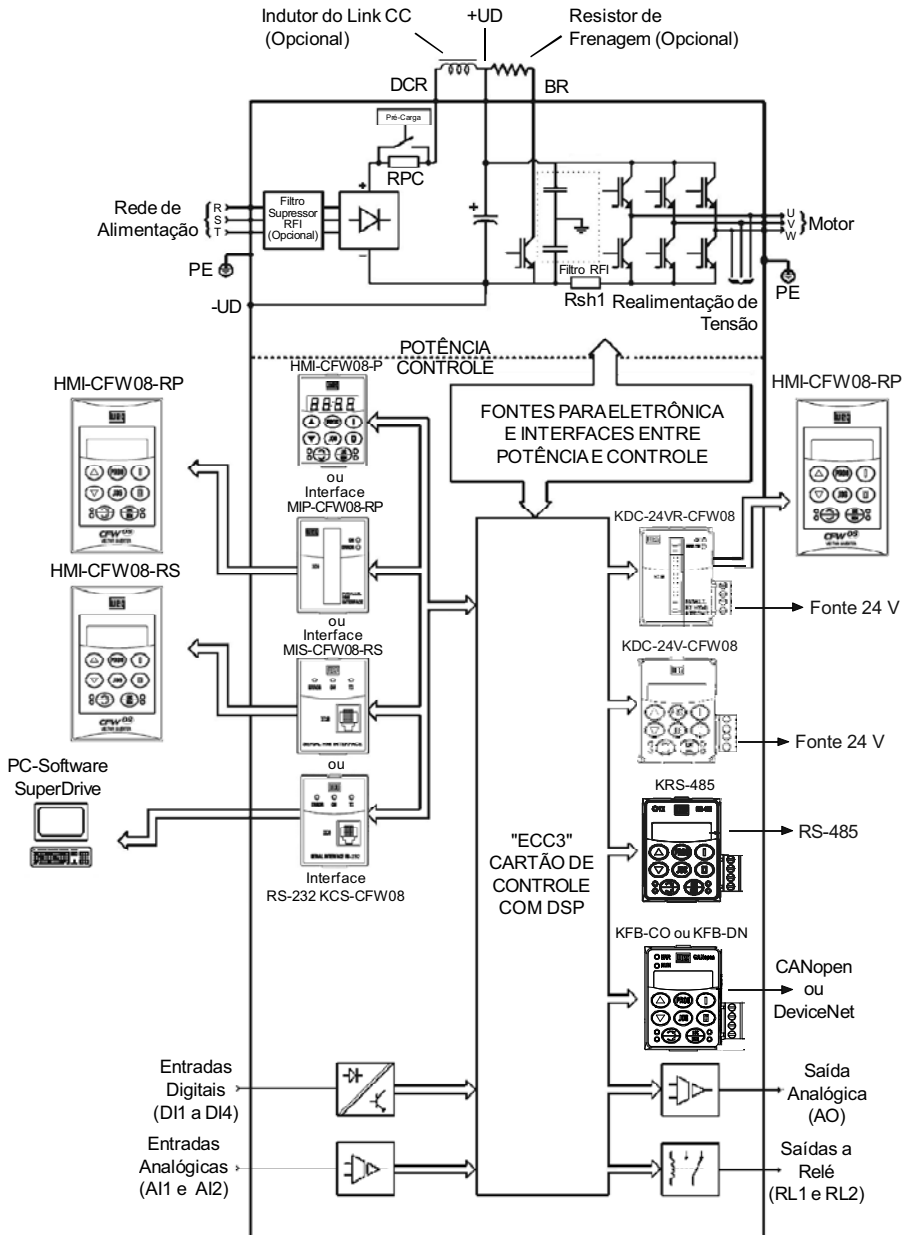 Indutor do Link CC
(Opcional)
+UD
Resistor de
Frenagem (Opcional)
DCR
BR
Pré-Carga
RPC
Rede de
Alimentação
R
S
T
Filtro
Supressor
RFI
(Opcional)
+
−
+
Filtro RFI
Rsh1
U
V
W
Motor
Realimentação de
Tensão
PE
PE
-UD
POTÊNCIA
CONTROLE
HMI-CFW08-RP
HMI-CFW08-P
FONTES PARA ELETRÔNICA
E INTERFACES ENTRE
POTÊNCIA E CONTROLE
HMI-CFW08-RP
ou
Interface
MIP-CFW08-RP
KDC-24VR-CFW08
Fonte 24 V
HMI-CFW08-RS
ou
Interface
MIS-CFW08-RS
KDC-24V-CFW08
Fonte 24 V
PC-Software
SuperDrive
ou
Interface
RS-232 KCS-CFW08
"ECC3"
CARTÃO DE
CONTROLE
COM DSP
KRS-485
RS-485
KFB-CO ou KFB-DN
CANopen
CANopen
ou
DeviceNet
Entradas
Digitais
(DI1 a DI4)
Saída
Analógica
(AO)
Entradas
Analógicas
(AI1 e AI2)
Saídas a
Relé
(RL1 e RL2)